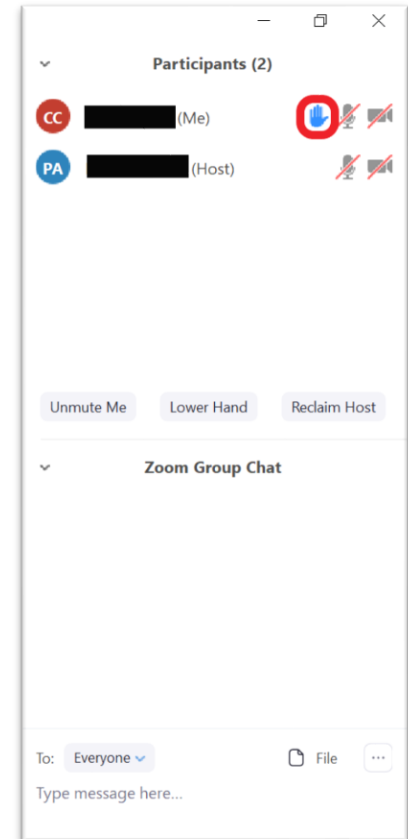 Participants (2)
CC (Me)
PA (Host)
Unmute Me Lower Hand Reclaim Host
Zoom Group Chat
To: Everyone File ...
Type message here...